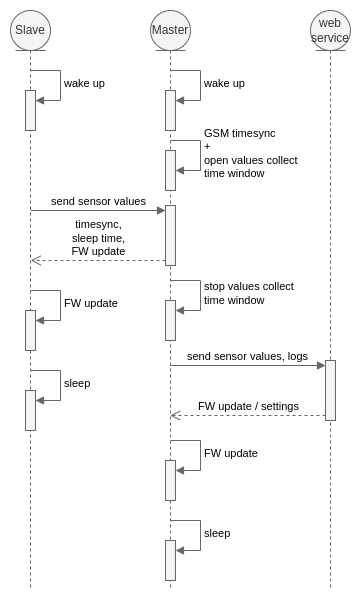 Slave
Master
web
service
wake up
wake up
GSM timesync
+
open values collect
time window
send sensor values
timesync,
sleep time,
FW update
stop values collect
time window
FW update
send sensor values, logs
sleep
FW update / settings
FW update
sleep